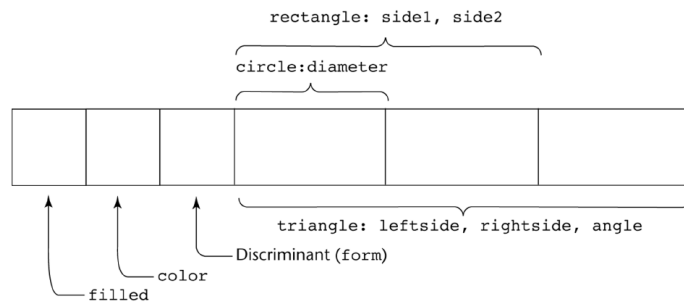 rectangle: side1, side2
circle:diameter
triangle: leftside, rightside, angle
Discriminant (form)
color
filled